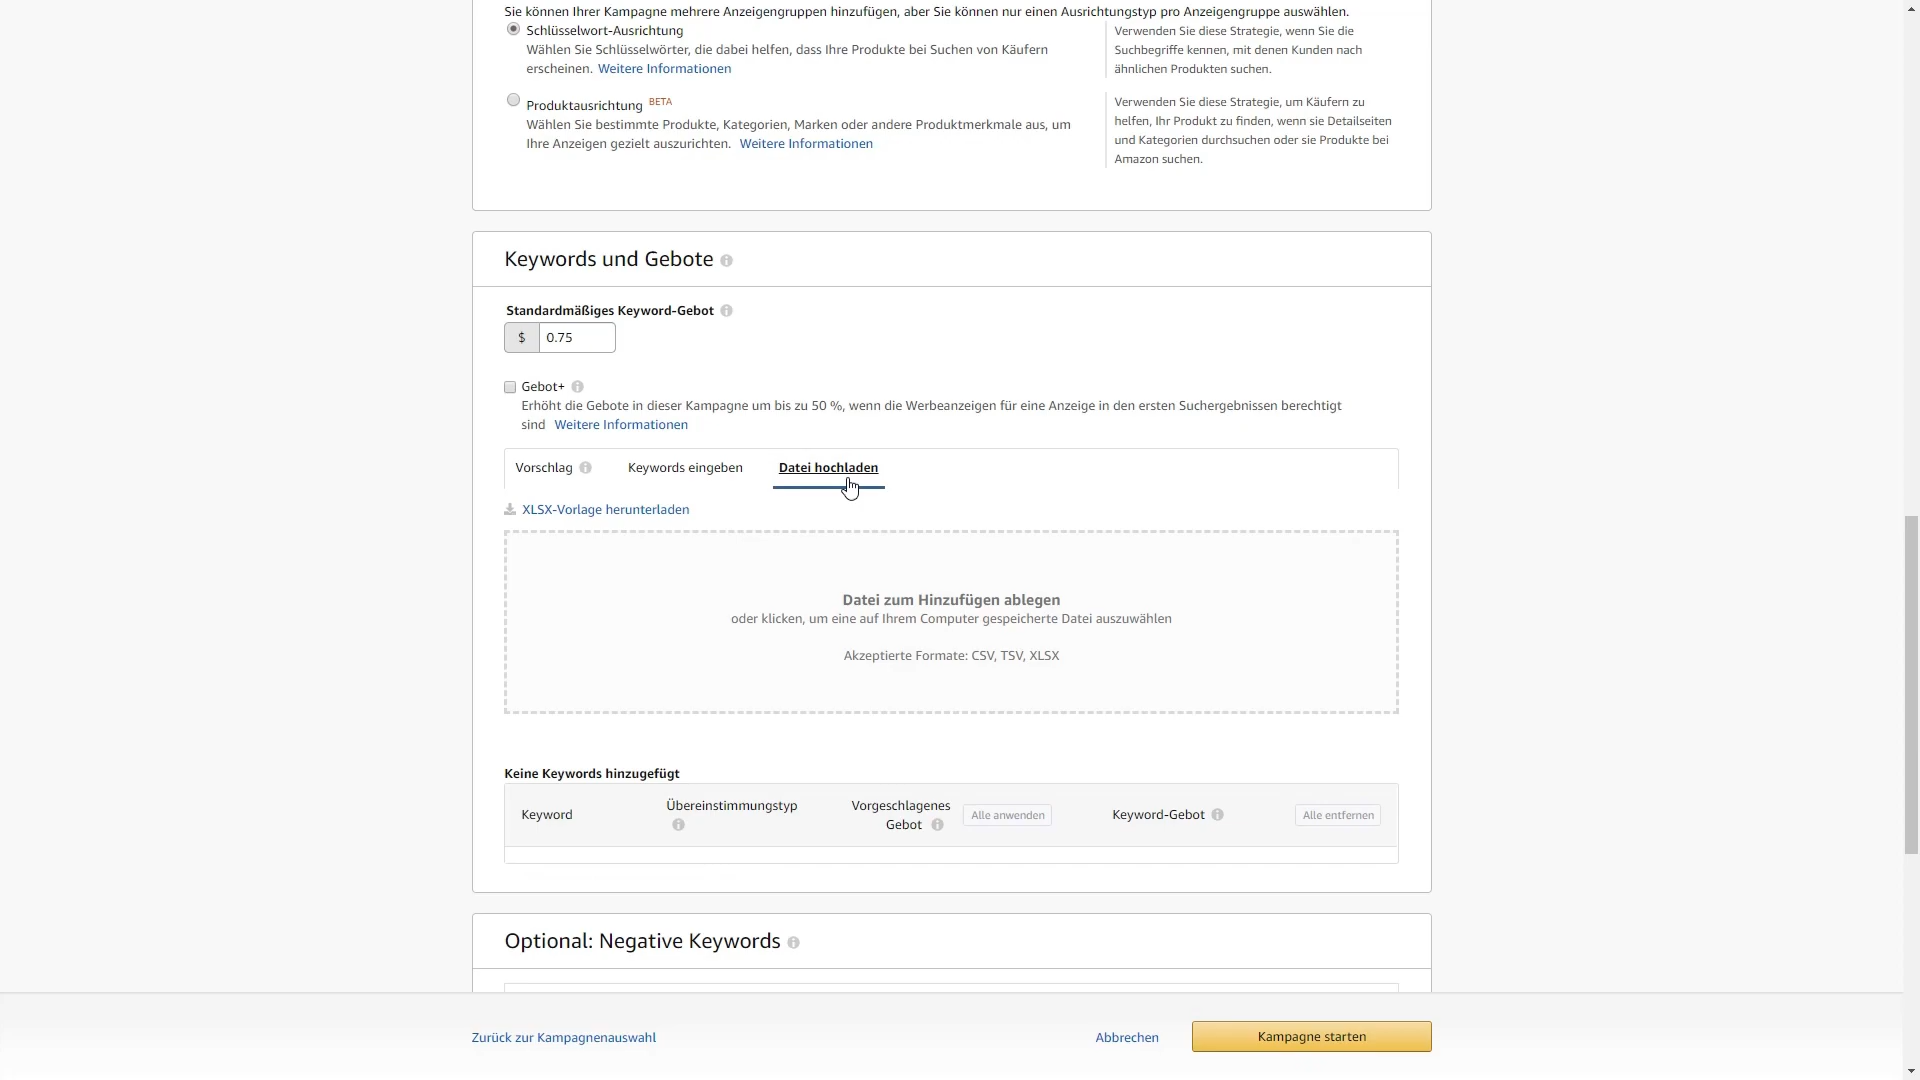 Sie können Ihrer Kampagne mehrere Anzeigengruppen hinzufügen, aber Sie können nur einen Ausrichtungstyp pro Anzeigengruppe auswählen.
Schlüsselwort-Ausrichtung
Wählen Sie Schlüsselwörter, die dabei helfen, dass Ihre Produkte bei Suchen von Käufern
erscheinen. Weitere Informationen
Verwenden Sie diese Strategie, wenn Sie die
Suchbegriffe kennen, mit denen Kunden nach
ähnlichen Produkten suchen.
Produktausrichtung BETA
Wählen Sie bestimmte Produkte, Kategorien, Marken oder andere Produktmerkmale aus, um
Ihre Anzeigen gezielt auszurichten. Weitere Informationen
Verwenden Sie diese Strategie, um Käufern zu
helfen, Ihr Produkt zu finden, wenn sie Detailseiten
und Kategorien durchsuchen oder sie Produkte bei
Amazon suchen.
Keywords und Gebote
Standardmäßiges Keyword-Gebot
$ 0.75
Gebot+
Erhöht die Gebote in dieser Kampagne um bis zu 50 %, wenn die Werbeanzeigen für eine Anzeige in den ersten Suchergebnissen berechtigt
sind Weitere Informationen
Vorschlag Keywords eingeben Datei hochladen
XLSX-Vorlage herunterladen
Datei zum Hinzufügen ablegen
oder klicken, um eine auf Ihrem Computer gespeicherte Datei auszuwählen
Akzeptierte Formate: CSV, TSV, XLSX
Keine Keywords hinzugefügt
Keyword
Übereinstimmungstyp
Vorgeschlagenes
Gebot
Alle anwenden
Keyword-Gebot
Alle entfernen
Optional: Negative Keywords
Zurück zur Kampagnenauswahl
Abbrechen
Kampagne starten